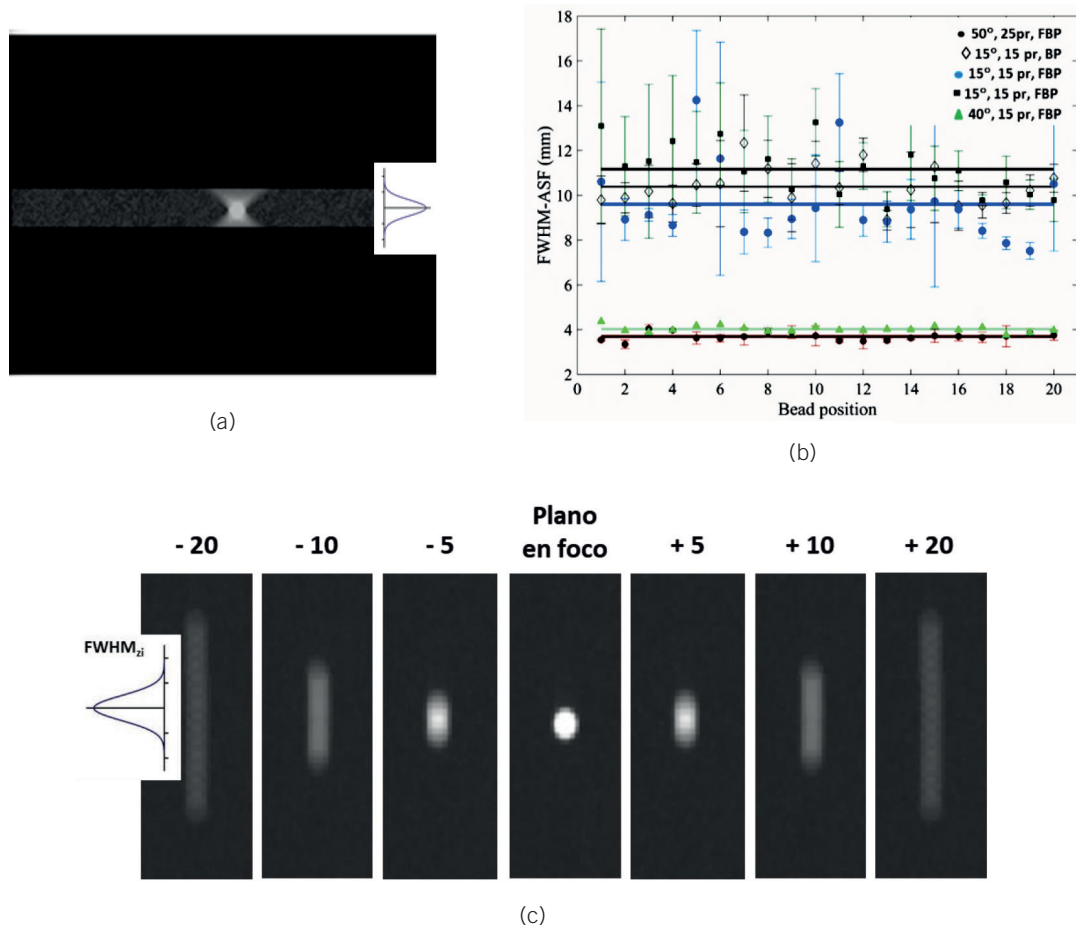 (a)
18
16
14
12
10
8
6
4
2
FWHM-ASF (mm)
50°, 25pr, FBP
15°, 15 pr, BP
15°, 15 pr, FBP
15°, 15 pr, FBP
40°, 15 pr, FBP
0 2 4 6 8 10 12 14 16 18 20
Bead position
(b)
- 20
- 10
- 5
Plano
en foco
+ 5
+ 10
+ 20
FWHMzi
(c)